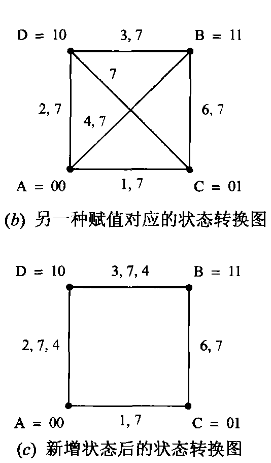 D = 10 3, 7 B = 11
7
2, 7 4, 7 6, 7
A = 00 1, 7 C = 01
(b) 另一种赋值对应的状态转换图
D = 10 3, 7, 4 B = 11
2, 7, 4 6, 7
A = 00 1, 7 C = 01
(c) 新增状态后的状态转换图